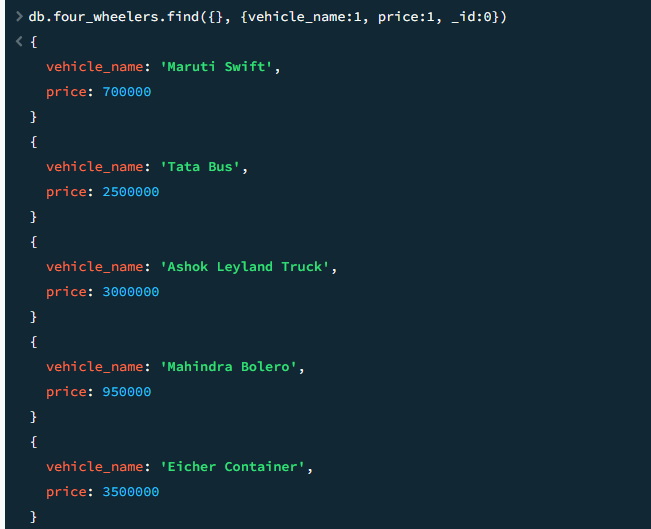 > db.four_wheelers.find({}, {vehicle_name:1, price:1, _id:0})
< {
vehicle_name: 'Maruti Swift',
price: 700000
}
{
vehicle_name: 'Tata Bus',
price: 2500000
}
{
vehicle_name: 'Ashok Leyland Truck',
price: 3000000
}
{
vehicle_name: 'Mahindra Bolero',
price: 950000
}
{
vehicle_name: 'Eicher Container',
price: 3500000
}